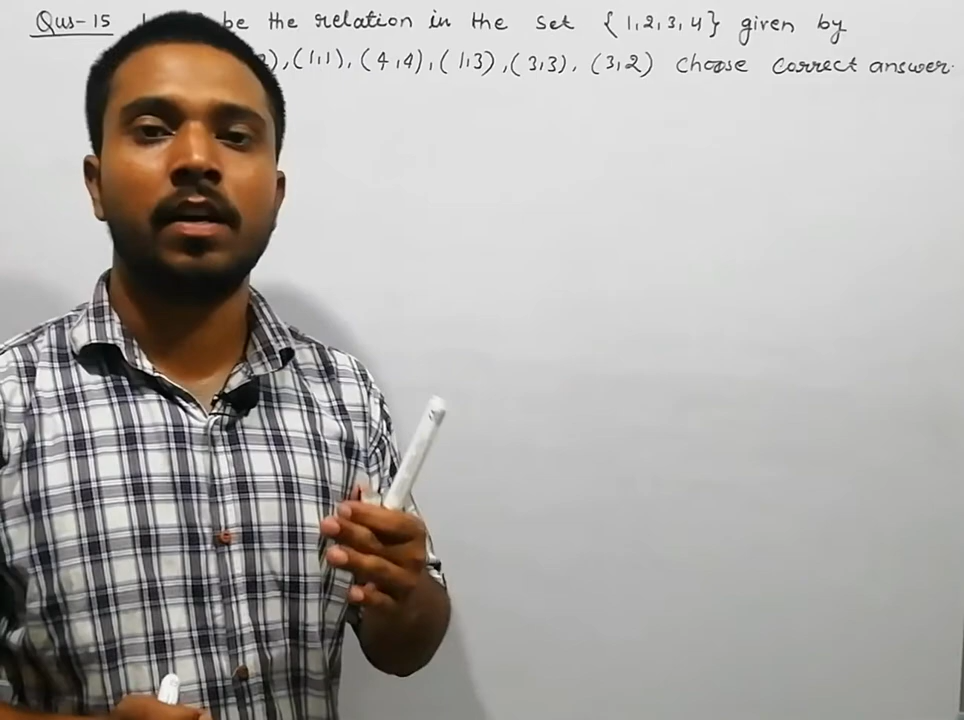 Qus-15 be the relation in the set {1,2,3,4} given by
),(1,1),(4,4),(1,3),(3,3),(3,2) choose correct answer.